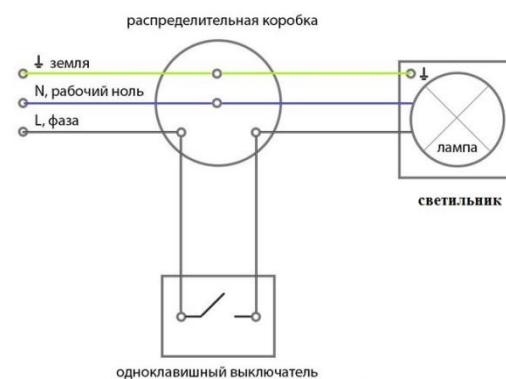 распределительная коробка
⏚ земля
N, рабочий ноль
L, фаза
⏚
лампа
светильник
одноклавишный выключатель